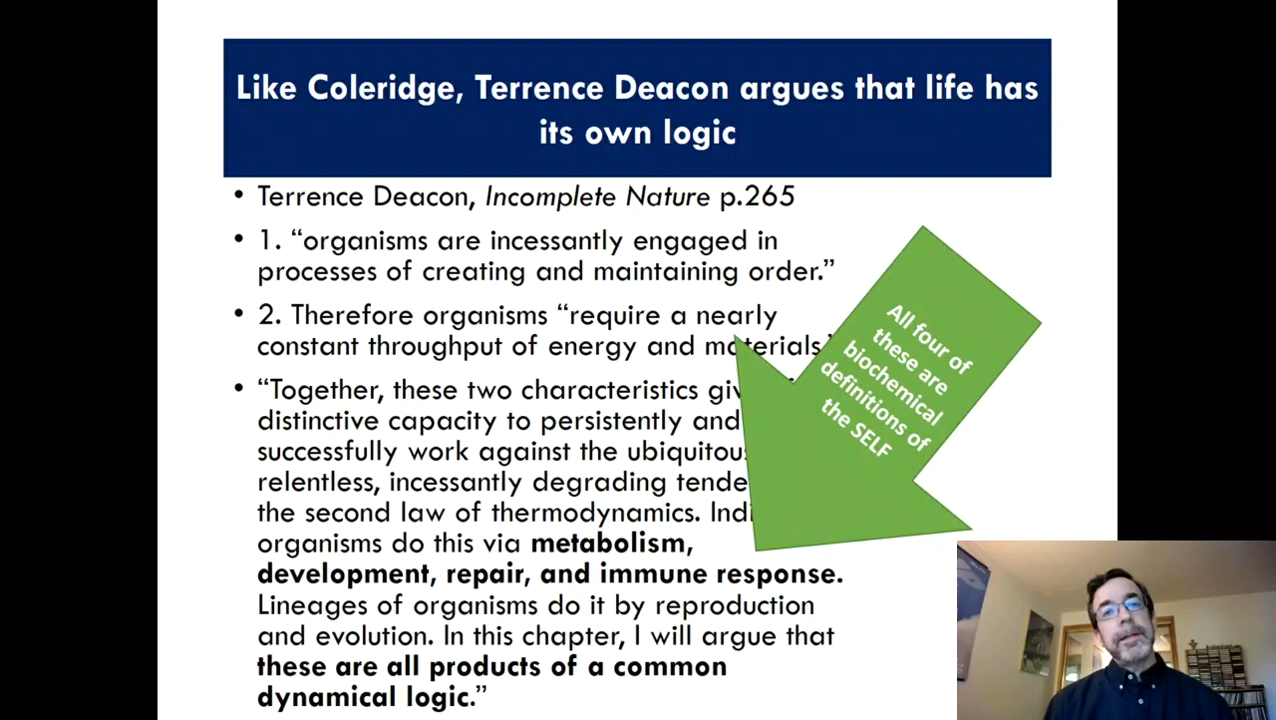 Like Coleridge, Terrence Deacon argues that life has
its own logic
• Terrence Deacon, Incomplete Nature p.265
• 1. “organisms are incessantly engaged in
processes of creating and maintaining order.”
• 2. Therefore organisms “require a nearly
constant throughput of energy and materials.”
• “Together, these two characteristics
distinctive capacity to persistently and
successfully work against the
relentless, incessantly degrading
the second law of thermodynamics.
organisms do this via metabolism,
development, repair, and immune response.
Lineages of organisms do it by reproduction
and evolution. In this chapter, I will argue that
these are all products of a common
dynamical logic.”
All four of
these are
biochemical
definitions of
the SELF